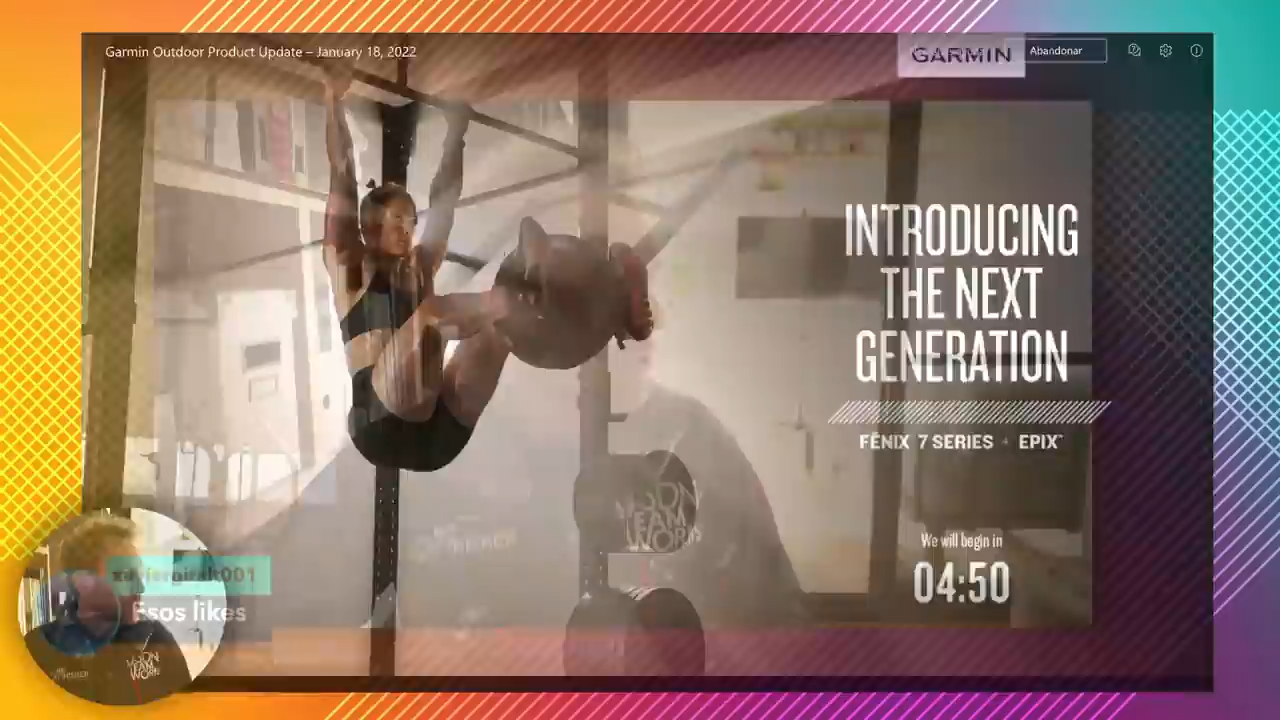 Garmin Outdoor Product Update – January 18, 2022
GARMIN
Abandonar
INTRODUCING
THE NEXT
GENERATION
FĒNIX 7 SERIES + EPIX™
We will begin in
04:50
Esos likes